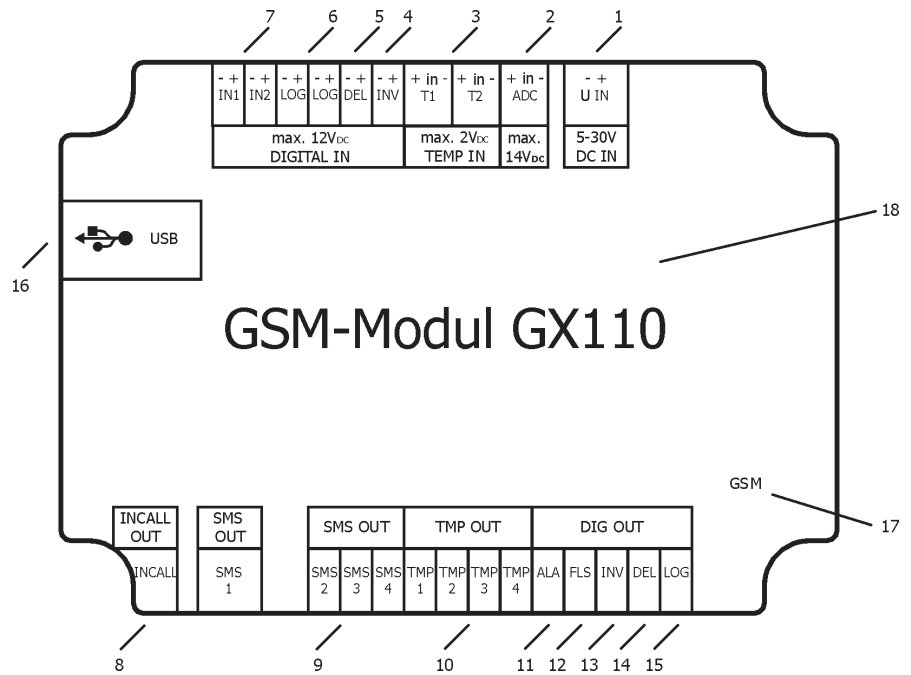 7 6 5 4 3 2 1
- + - + - + - + - + - + + in - + in - + in - - +
IN1 IN2 LOG LOG DEL INV T1 T2 ADC U IN
max. 12VDC max. 2VDC max. 5-30V
DIGITAL IN TEMP IN 14VDC DC IN
18
USB
16
GSM-Modul GX110
GSM
17
INCALL SMS
OUT OUT SMS OUT TMP OUT DIG OUT
INCALL SMS SMS SMS SMS TMP TMP TMP TMP ALA FLS INV DEL LOG
1 2 3 4 1 2 3 4
8 9 10 11 12 13 14 15